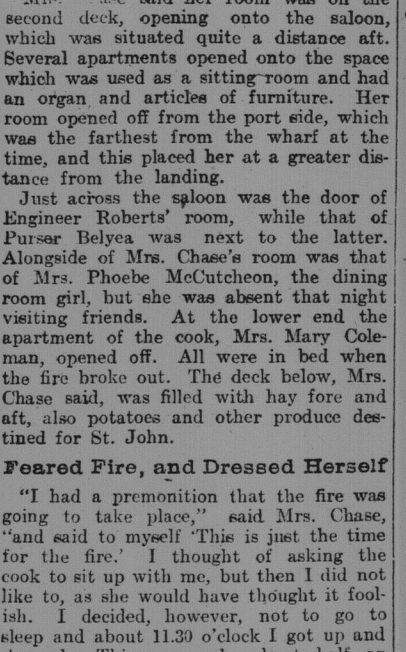 said her room was on the
second deck, opening onto the saloon,
which was situated quite a distance aft.
Several apartments opened onto the space
which was used as a sitting-room and had
an organ and articles of furniture. Her
room opened off from the port side, which
was the farthest from the wharf at the
time, and this placed her at a greater dis-
tance from the landing.
Just across the saloon was the door of
Engineer Roberts' room, while that of
Purser Belyea was next to the latter.
Alongside of Mrs. Chase's room was that
of Mrs. Phoebe McCutcheon, the dining
room girl, but she was absent that night
visiting friends. At the lower end the
apartment of the cook, Mrs. Mary Cole-
man, opened off. All were in bed when
the fire broke out. The deck below, Mrs.
Chase said, was filled with hay fore and
aft, also potatoes and other produce des-
tined for St. John.
Feared Fire, and Dressed Herself
"I had a premonition that the fire was
going to take place," said Mrs. Chase,
"and said to myself 'This is just the time
for the fire.' I thought of asking the
cook to sit up with me, but then I did not
like to, as she would have thought it fool-
ish. I decided, however, not to go to
sleep and about 11.30 o'clock I got up and